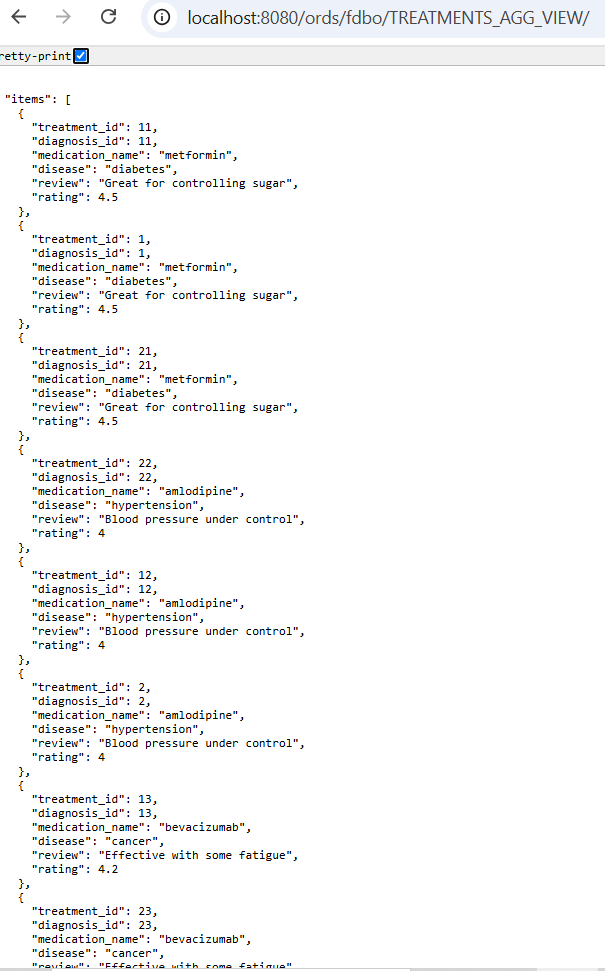 localhost:8080/ords/fdbo/TREATMENTS_AGG_VIEW/
retty-print
"items": [
{
"treatment_id": 11,
"diagnosis_id": 11,
"medication_name": "metformin",
"disease": "diabetes",
"review": "Great for controlling sugar",
"rating": 4.5
},
{
"treatment_id": 1,
"diagnosis_id": 1,
"medication_name": "metformin",
"disease": "diabetes",
"review": "Great for controlling sugar",
"rating": 4.5
},
{
"treatment_id": 21,
"diagnosis_id": 21,
"medication_name": "metformin",
"disease": "diabetes",
"review": "Great for controlling sugar",
"rating": 4.5
},
{
"treatment_id": 22,
"diagnosis_id": 22,
"medication_name": "amlodipine",
"disease": "hypertension",
"review": "Blood pressure under control",
"rating": 4
},
{
"treatment_id": 12,
"diagnosis_id": 12,
"medication_name": "amlodipine",
"disease": "hypertension",
"review": "Blood pressure under control",
"rating": 4
},
{
"treatment_id": 2,
"diagnosis_id": 2,
"medication_name": "amlodipine",
"disease": "hypertension",
"review": "Blood pressure under control",
"rating": 4
},
{
"treatment_id": 13,
"diagnosis_id": 13,
"medication_name": "bevacizumab",
"disease": "cancer",
"review": "Effective with some fatigue",
"rating": 4.2
},
{
"treatment_id": 23,
"diagnosis_id": 23,
"medication_name": "bevacizumab",
"disease": "cancer",
"review": "Effective with some fatigue"